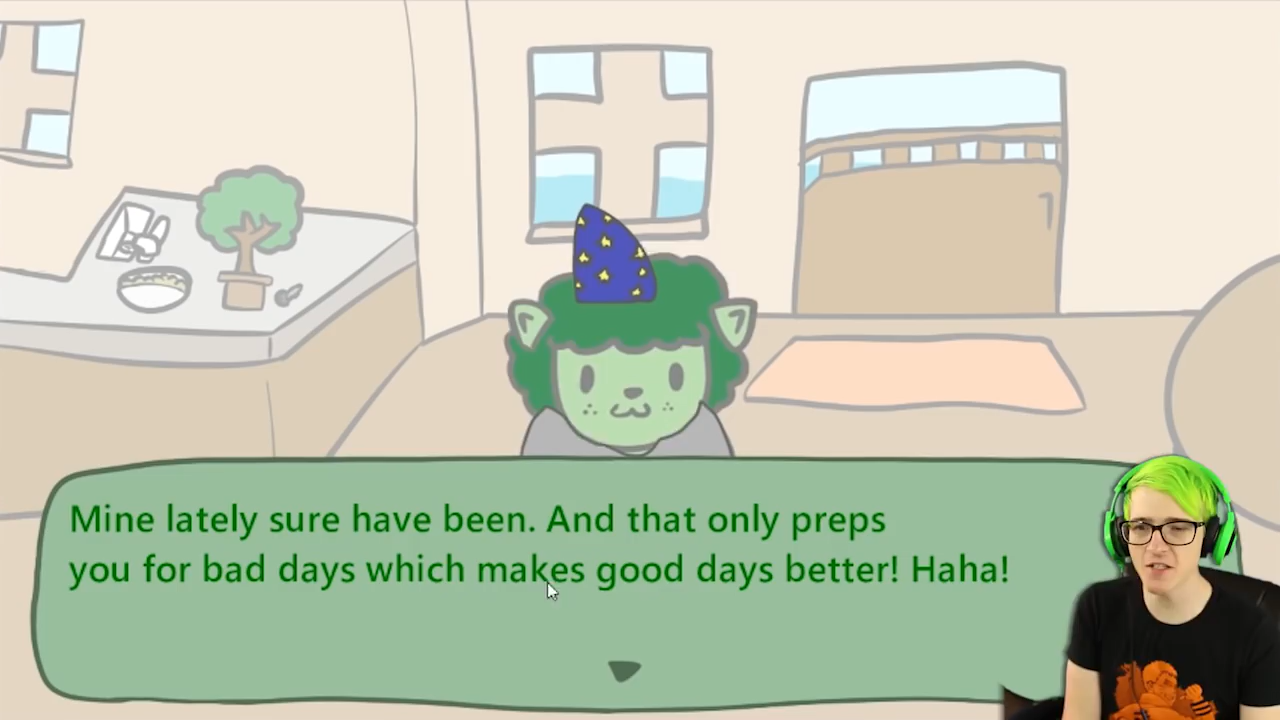 Mine lately sure have been. And that only preps
you for bad days which makes good days better! Haha!